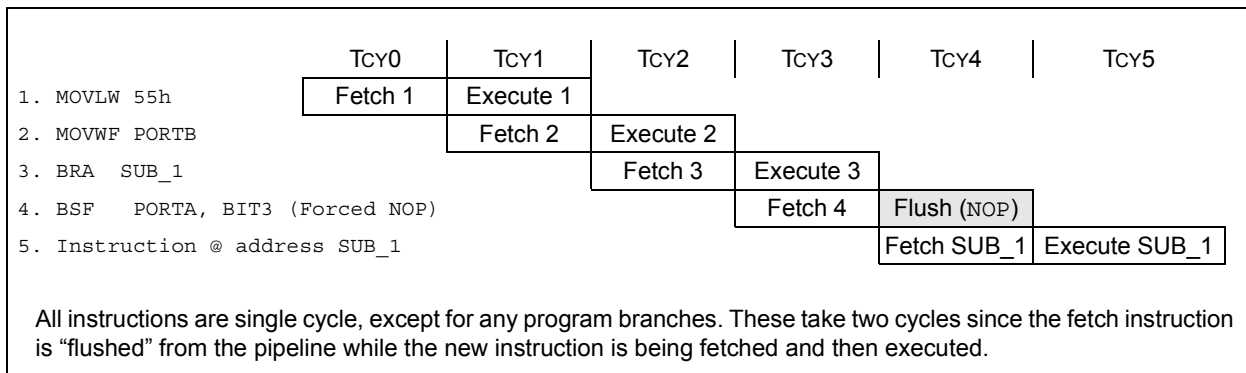 TCY0 TCY1 TCY2 TCY3 TCY4 TCY5
1. MOVLW 55h Fetch 1 Execute 1
2. MOVWF PORTB Fetch 2 Execute 2
3. BRA SUB_1 Fetch 3 Execute 3
4. BSF PORTA, BIT3 (Forced NOP) Fetch 4 Flush (NOP)
5. Instruction @ address SUB_1 Fetch SUB_1 Execute SUB_1
All instructions are single cycle, except for any program branches. These take two cycles since the fetch instruction
is “flushed” from the pipeline while the new instruction is being fetched and then executed.